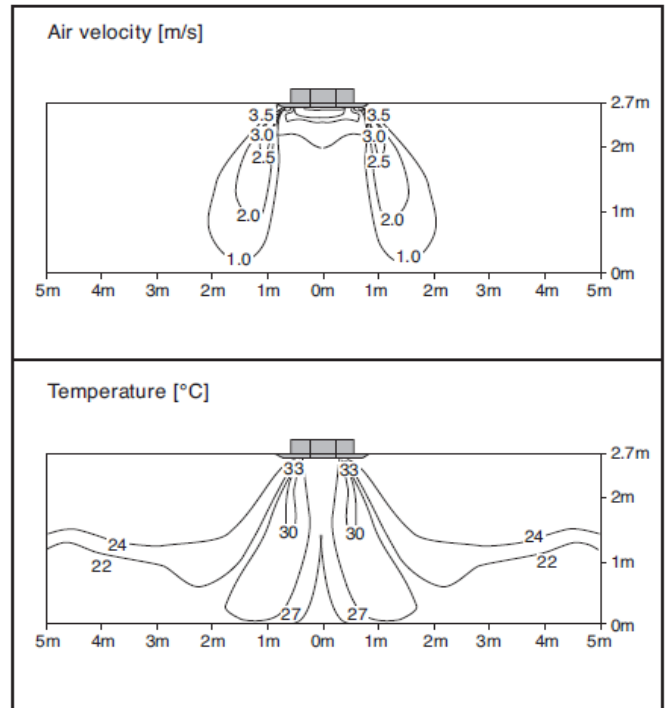 Air velocity [m/s]
3.5 3.5 2.7m
3.0 3.0
2.5 2.5 2m
2.0 2.0 1m
1.0 1.0
0m
5m 4m 3m 2m 1m 0m 1m 2m 3m 4m 5m
Temperature [°C]
2.7m
33 33
2m
30 30
24 24
22 22 1m
27 27
0m
5m 4m 3m 2m 1m 0m 1m 2m 3m 4m 5m